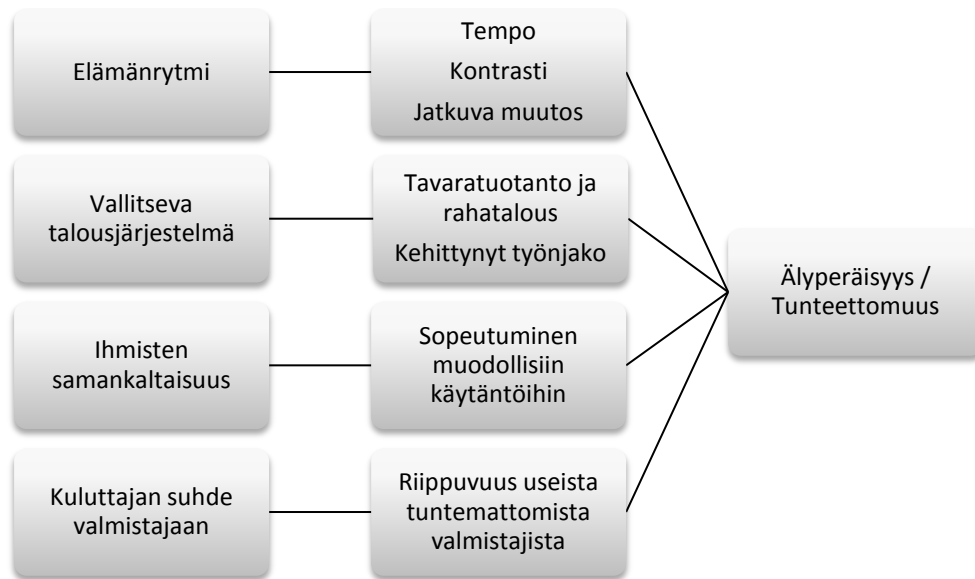 Elämänrytmi
Tempo
Kontrasti
Jatkuva muutos
Vallitseva
talousjärjestelmä
Tavaratuotanto ja
rahatalous
Kehittynyt työnjako
Ihmisten
samankaltaisuus
Sopeutuminen
muodollisiin
käytäntöihin
Kuluttajan suhde
valmistajaan
Riippuvuus useista
tuntemattomista
valmistajista
Älyperäisyys /
Tunteettomuus